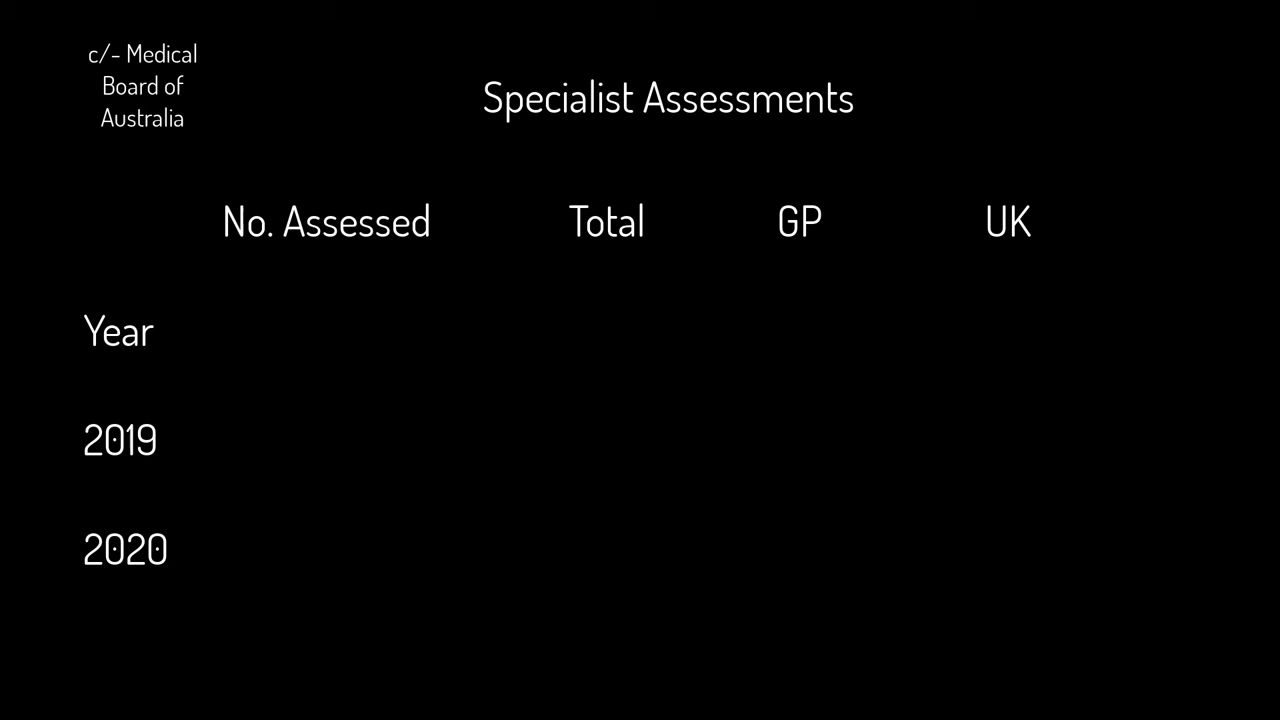 c/- Medical
Board of
Australia
Specialist Assessments
No. Assessed Total GP UK
Year
2019
2020